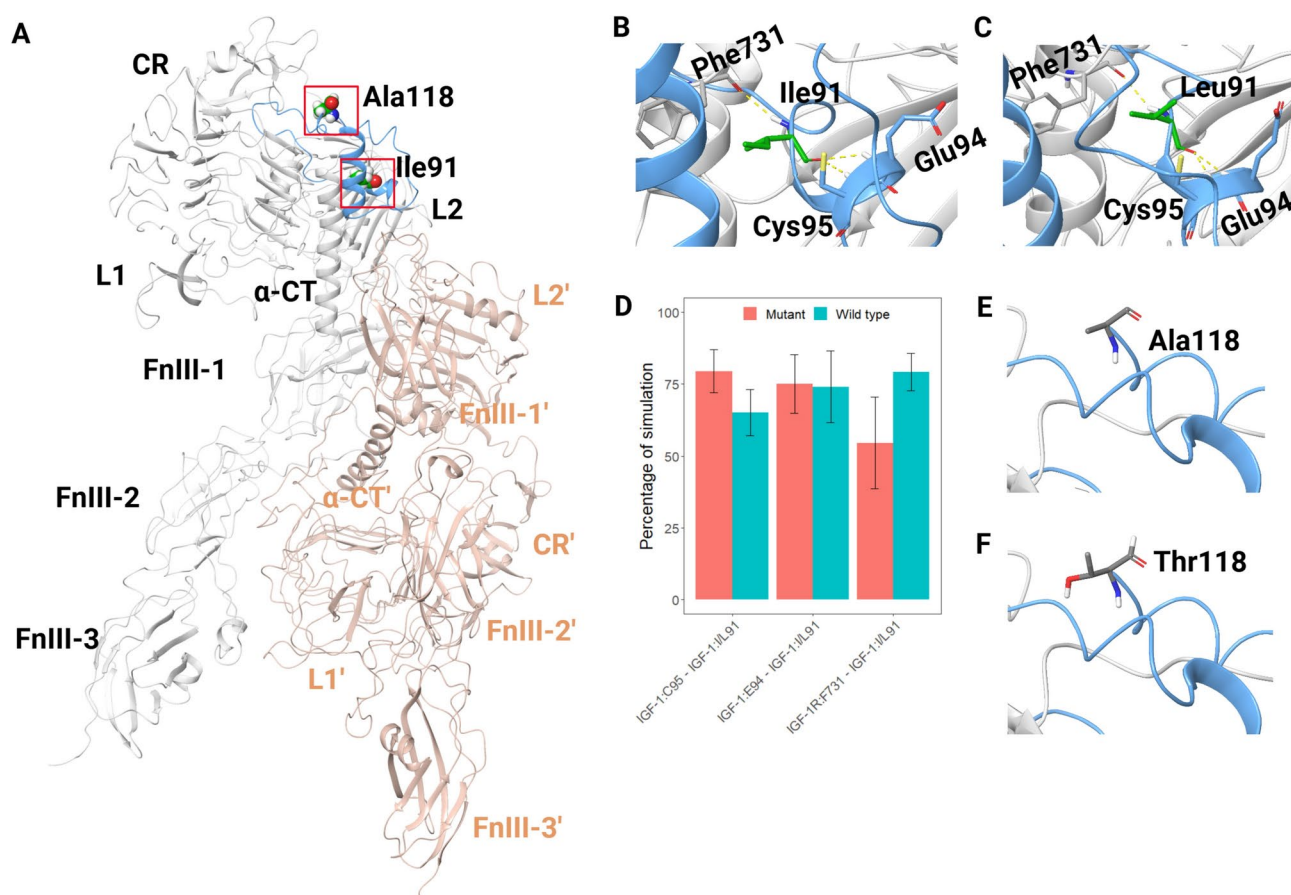 A
CR
Ala118
Ile91
L2
L1
α-CT
L2'
FnIII-1
FnIII-1'
FnIII-2
α-CT'
CR'
FnIII-3
FnIII-2'
L1'
FnIII-3'
B
Phe731
Ile91
Glu94
Cys95
C
Phe731
Leu91
Cys95
Glu94
D
Mutant
Wild type
Percentage of simulation
100
75
50
25
0
IGF-1:C95 - IGF-1:I/L91
IGF-1:E94 - IGF-1:I/L91
IGF-1R:F731 - IGF-1:I/L91
E
Ala118
F
Thr118